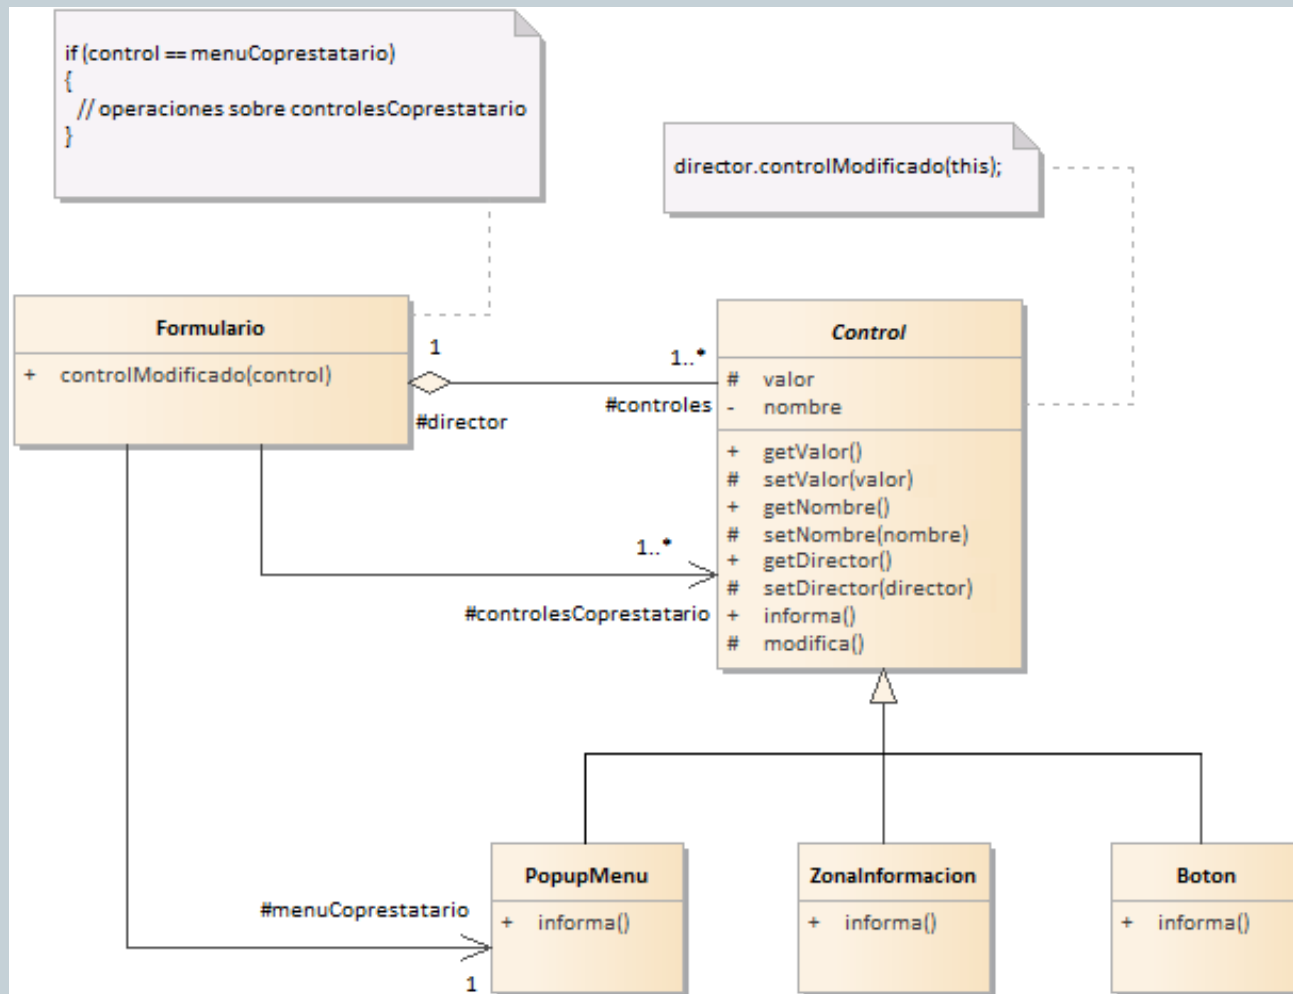 if (control == menuCoprestatario)
{
// operaciones sobre controlesCoprestatario
}
director.controlModificado(this);
Formulario
+ controlModificado(control)
1
#director
1..*
#controles
Control
# valor
- nombre
+ getValor()
# setValor(valor)
+ getNombre()
# setNombre(nombre)
+ getDirector()
# setDirector(director)
+ informa()
# modifica()
1..*
#controlesCoprestatario
#menuCoprestatario
1
PopupMenu
+ informa()
ZonaInformacion
+ informa()
Boton
+ informa()